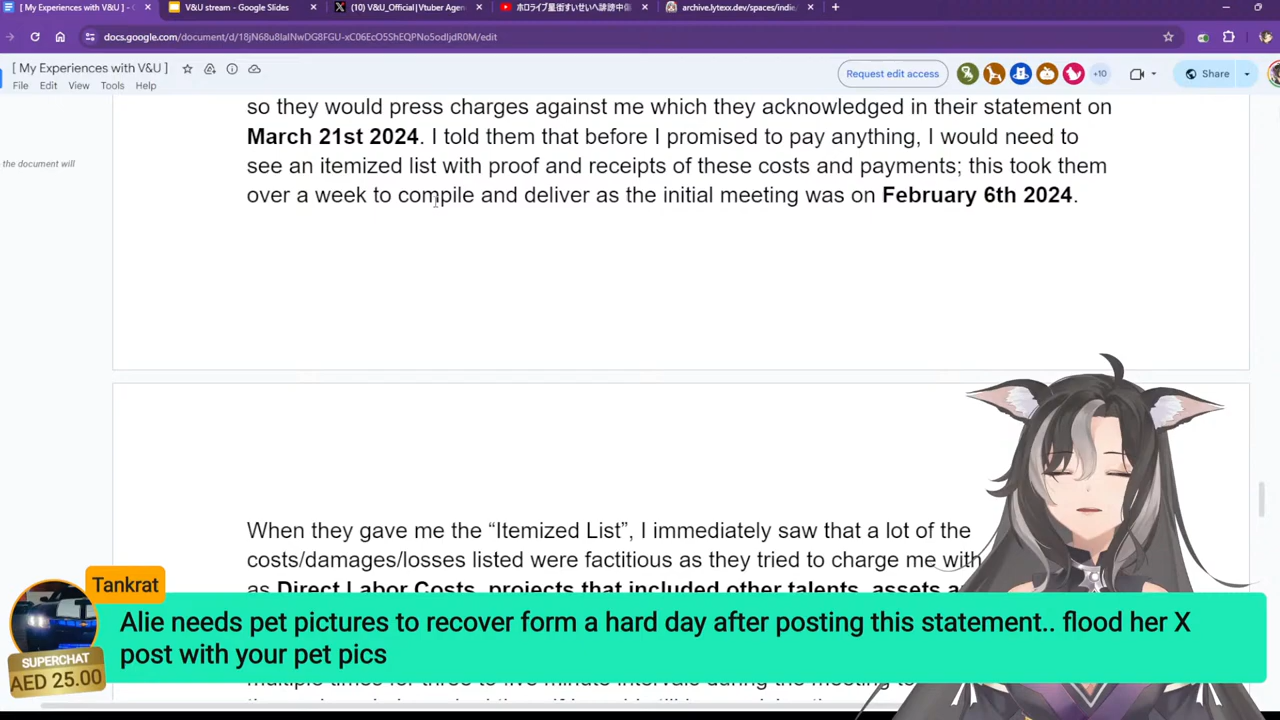 [ My Experiences with V&U ]
V&U stream - Google Slides
(10) V&U_Official|Vtuber Agen
archive.lytexx.dev/spaces/indie
docs.google.com/document/d/18jN68u8IaINwDG8FGU-xC06EcO5ShEQPNo5odIjdR0M/edit
[ My Experiences with V&U ]
File Edit View Tools Help
Request edit access
+10
Share
the document will
so they would press charges against me which they acknowledged in their statement on
March 21st 2024. I told them that before I promised to pay anything, I would need to
see an itemized list with proof and receipts of these costs and payments; this took them
over a week to compile and deliver as the initial meeting was on February 6th 2024.
When they gave me the “Itemized List”, I immediately saw that a lot of the
costs/damages/losses listed were factitious as they tried to charge me with
as Direct Labor Costs, projects that included other talents, assets
Tankrat
Alie needs pet pictures to recover form a hard day after posting this statement.. flood her X
post with your pet pics
SUPERCHAT
AED 25.00